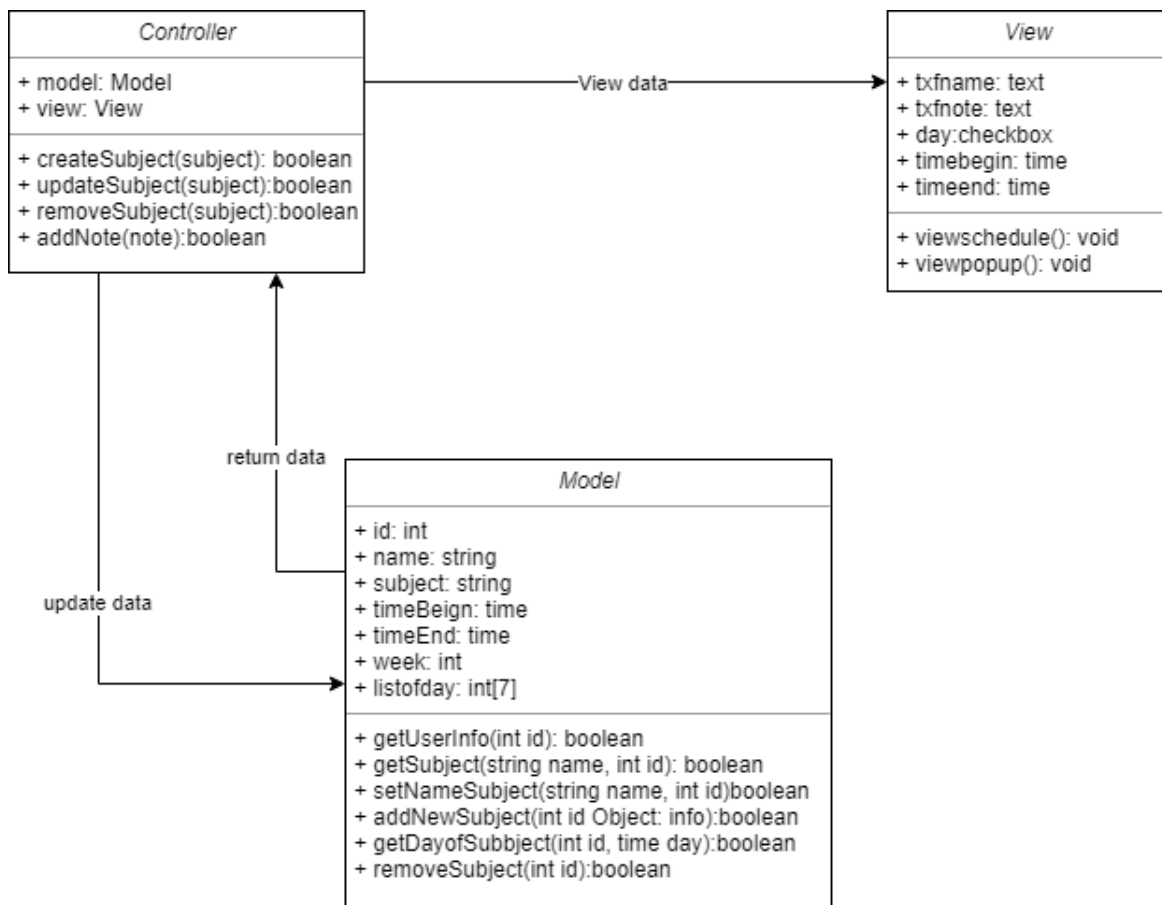 Controller
+ model: Model
+ view: View
+ createSubject(subject): boolean
+ updateSubject(subject):boolean
+ removeSubject(subject):boolean
+ addNote(note):boolean
View data
View
+ txfname: text
+ txfnote: text
+ day:checkbox
+ timebegin: time
+ timeend: time
+ viewschedule(): void
+ viewpopup(): void
return data
update data
Model
+ id: int
+ name: string
+ subject: string
+ timeBeign: time
+ timeEnd: time
+ week: int
+ listofday: int[7]
+ getUserInfo(int id): boolean
+ getSubject(string name, int id): boolean
+ setNameSubject(string name, int id)boolean
+ addNewSubject(int id Object: info):boolean
+ getDayofSubbject(int id, time day):boolean
+ removeSubject(int id):boolean